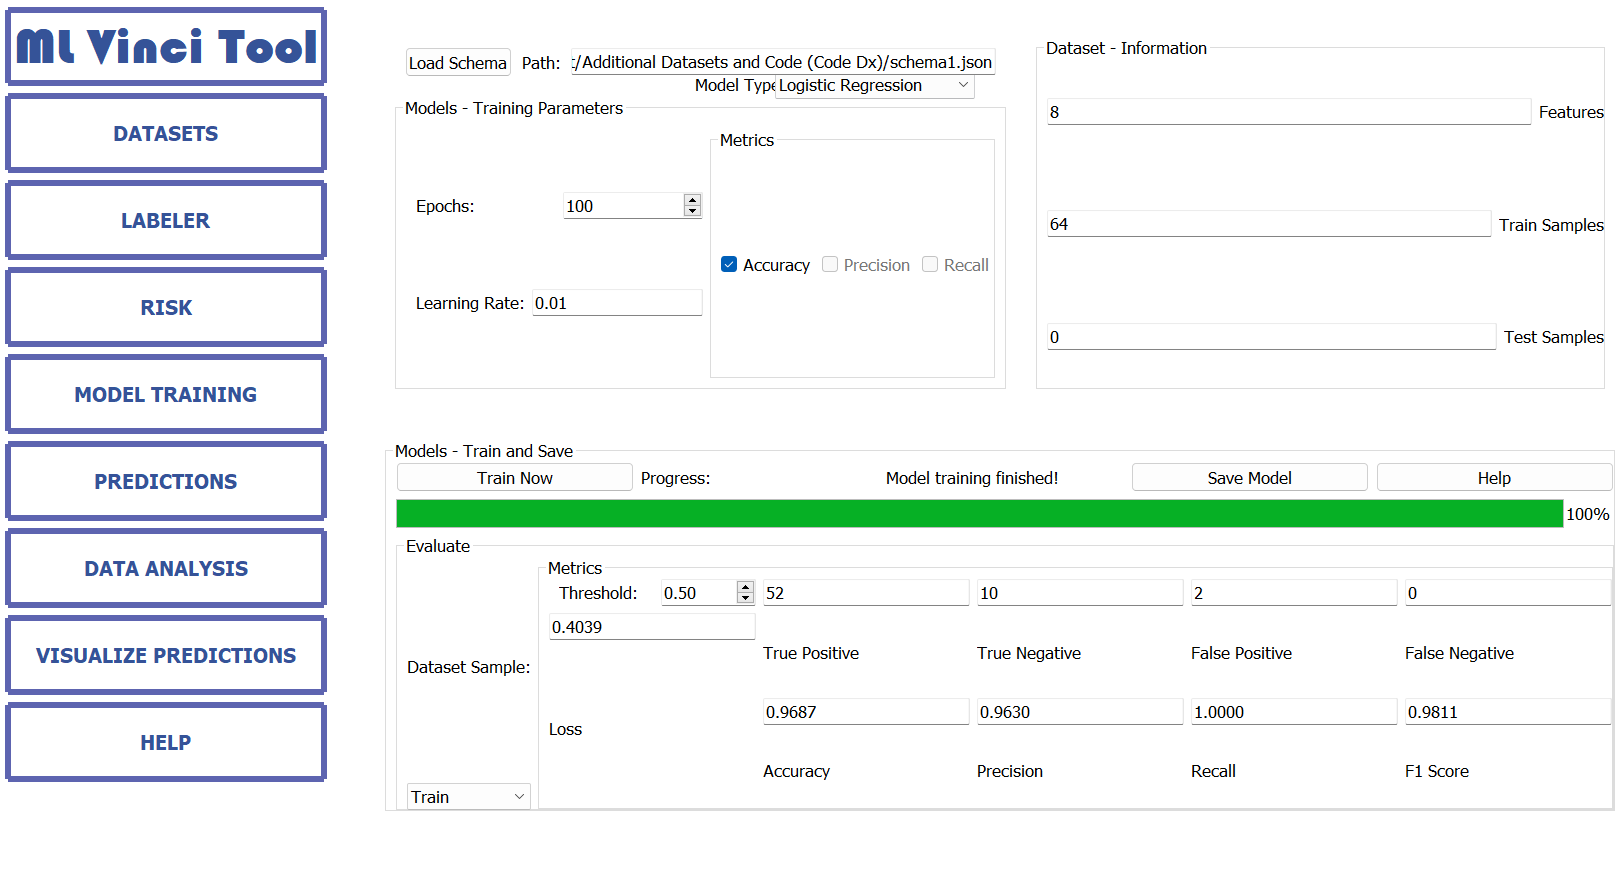 ML Vinci Tool
DATASETS
LABELER
RISK
MODEL TRAINING
PREDICTIONS
DATA ANALYSIS
VISUALIZE PREDICTIONS
HELP
Load Schema Path: t/Additional Datasets and Code (Code Dx)/schema1.json
Model Type Logistic Regression
Models - Training Parameters
Epochs: 100
Learning Rate: 0.01
Metrics
Accuracy Precision Recall
Dataset - Information
8 Features
64 Train Samples
0 Test Samples
Models - Train and Save
Train Now Progress: Model training finished! Save Model Help
100%
Evaluate
Dataset Sample:
Train
Metrics
Threshold: 0.50 52 10 2 0
0.4039
True Positive True Negative False Positive False Negative
0.9687 0.9630 1.0000 0.9811
Loss
Accuracy Precision Recall F1 Score